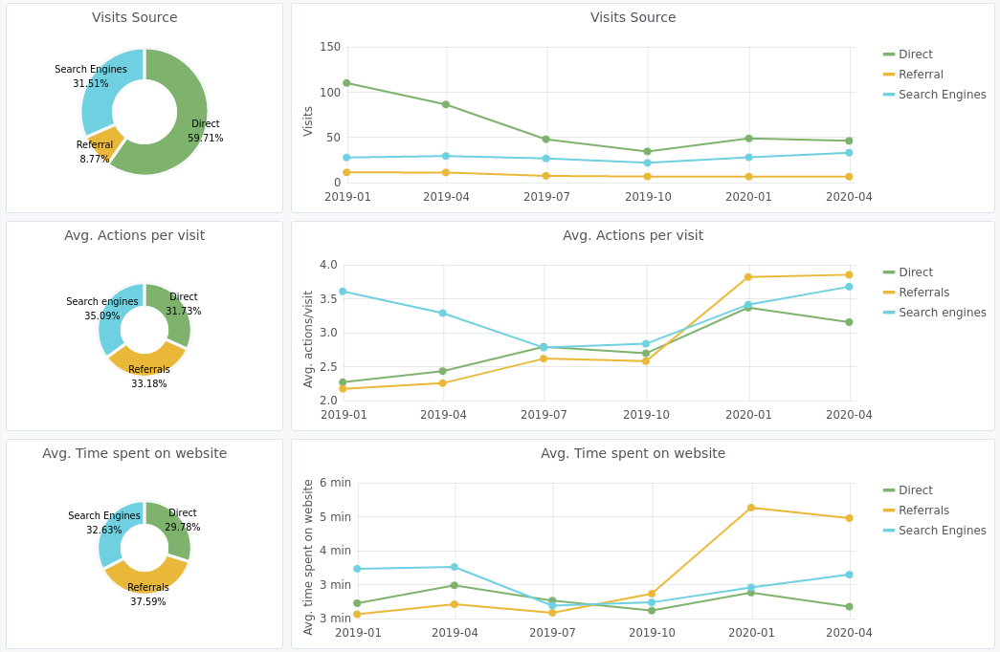 Visits Source
Search Engines
31.51%
Direct
59.71%
Referral
8.77%
Visits Source
Visits
150
100
50
0
2019-01 2019-04 2019-07 2019-10 2020-01 2020-04
Direct
Referral
Search Engines
Avg. Actions per visit
Direct
31.73%
Search engines
35.09%
Referrals
33.18%
Avg. Actions per visit
Avg. actions/visit
4.0
3.5
3.0
2.5
2.0
2019-01 2019-04 2019-07 2019-10 2020-01 2020-04
Direct
Referrals
Search engines
Avg. Time spent on website
Direct
29.78%
Search Engines
32.63%
Referrals
37.59%
Avg. Time spent on website
Avg. time spent on website
6 min
5 min
4 min
3 min
3 min
2019-01 2019-04 2019-07 2019-10 2020-01 2020-04
Direct
Referrals
Search Engines